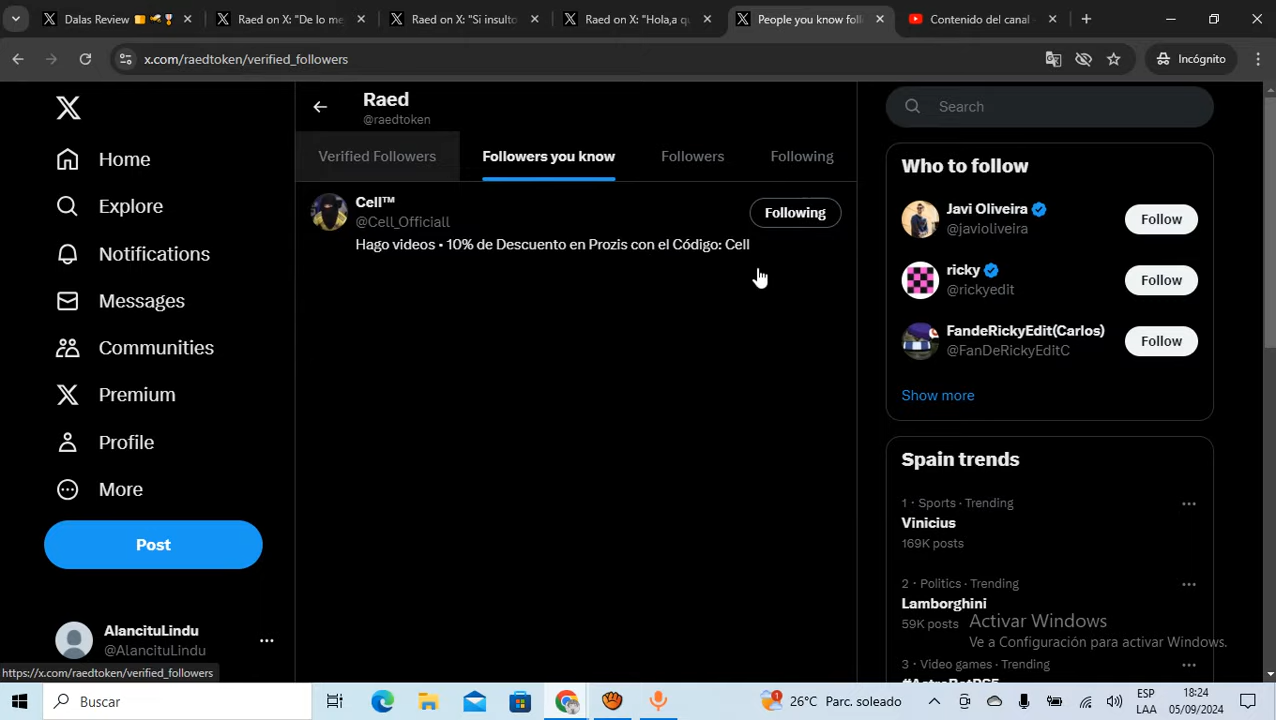 Dalas Review
Raed on X: "De lo me
Raed on X: "Si insulto
Raed on X: "Hola,a qu
People you know foll
Contenido del canal
x.com/raedtoken/verified_followers
Incógnito
Home
Explore
Notifications
Messages
Communities
Premium
Profile
More
Post
AlancituLindu
@AlancituLindu
https://x.com/raedtoken/verified_followers
Raed
@raedtoken
Verified Followers
Followers you know
Followers
Following
Cell™
@Cell_Officiall
Following
Hago videos • 10% de Descuento en Prozis con el Código: Cell
Search
Who to follow
Javi Oliveira
@javioliveira
Follow
ricky
@rickyedit
Follow
FandeRickyEdit(Carlos)
@FanDeRickyEditC
Follow
Show more
Spain trends
1 · Sports · Trending
Vinicius
169K posts
2 · Politics · Trending
Lamborghini
59K posts
3 · Video games · Trending
#AstroBotPS5
Activar Windows
Ve a Configuración para activar Windows.
Buscar
26°C Parc. soleado
ESP
LAA
18:24
05/09/2024